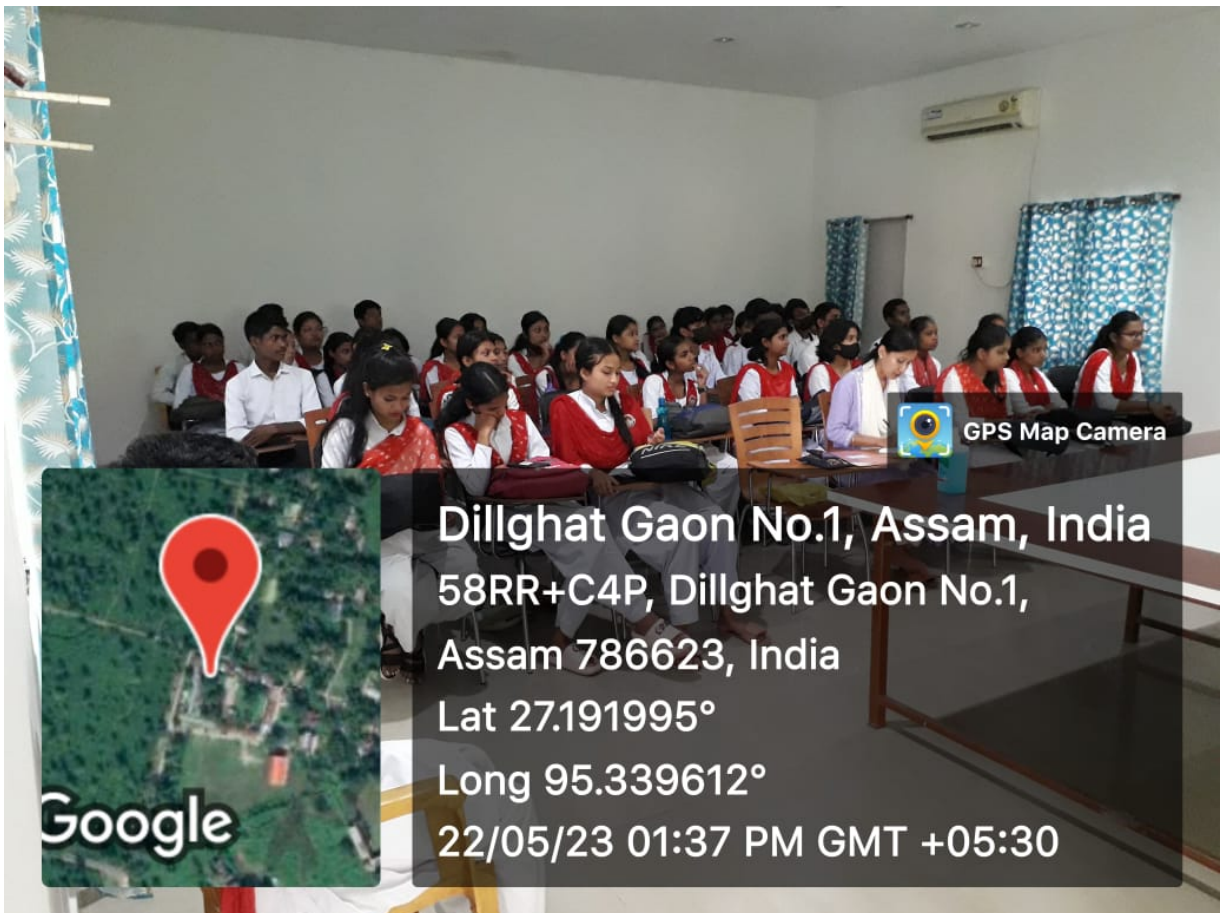 GPS Map Camera
Dillghat Gaon No.1, Assam, India
58RR+C4P, Dillghat Gaon No.1,
Assam 786623, India
Lat 27.191995°
Long 95.339612°
22/05/23 01:37 PM GMT +05:30
Google